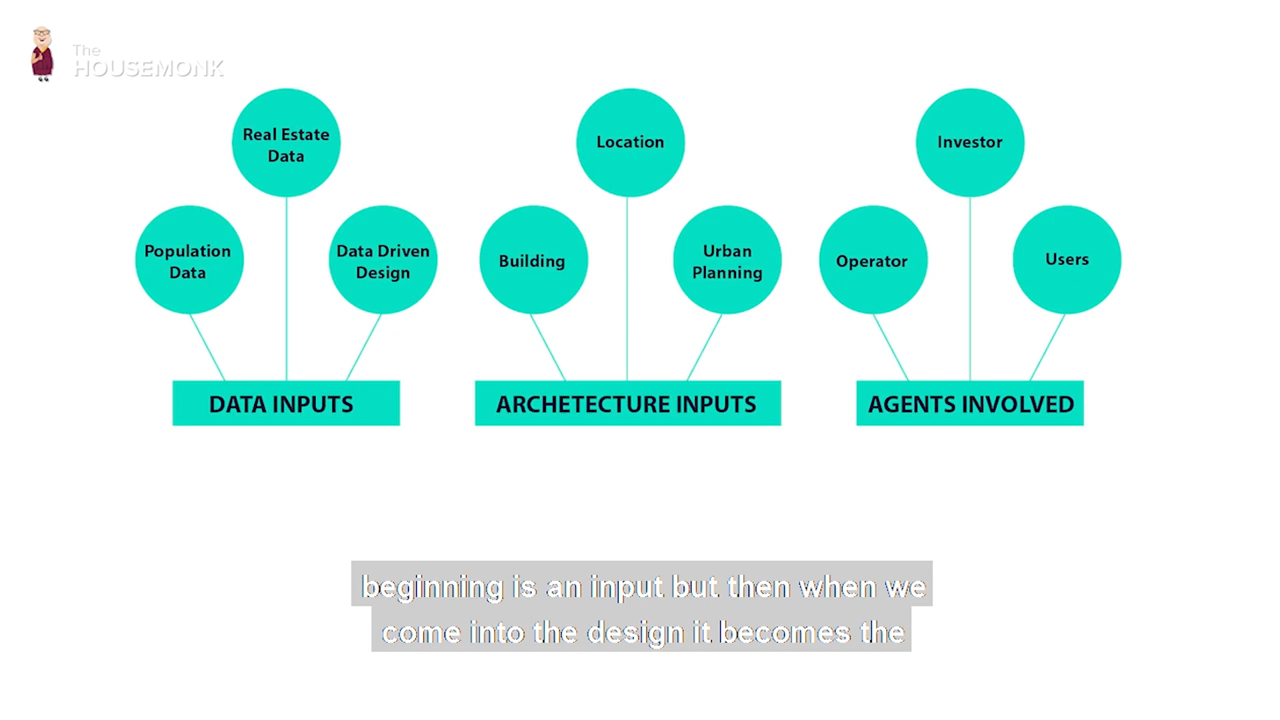 The
HOUSEMONK
Real Estate
Data
Population
Data
Data Driven
Design
DATA INPUTS
Location
Building
Urban
Planning
ARCHETECTURE INPUTS
Investor
Operator
Users
AGENTS INVOLVED
beginning is an input but then when we
come into the design it becomes the